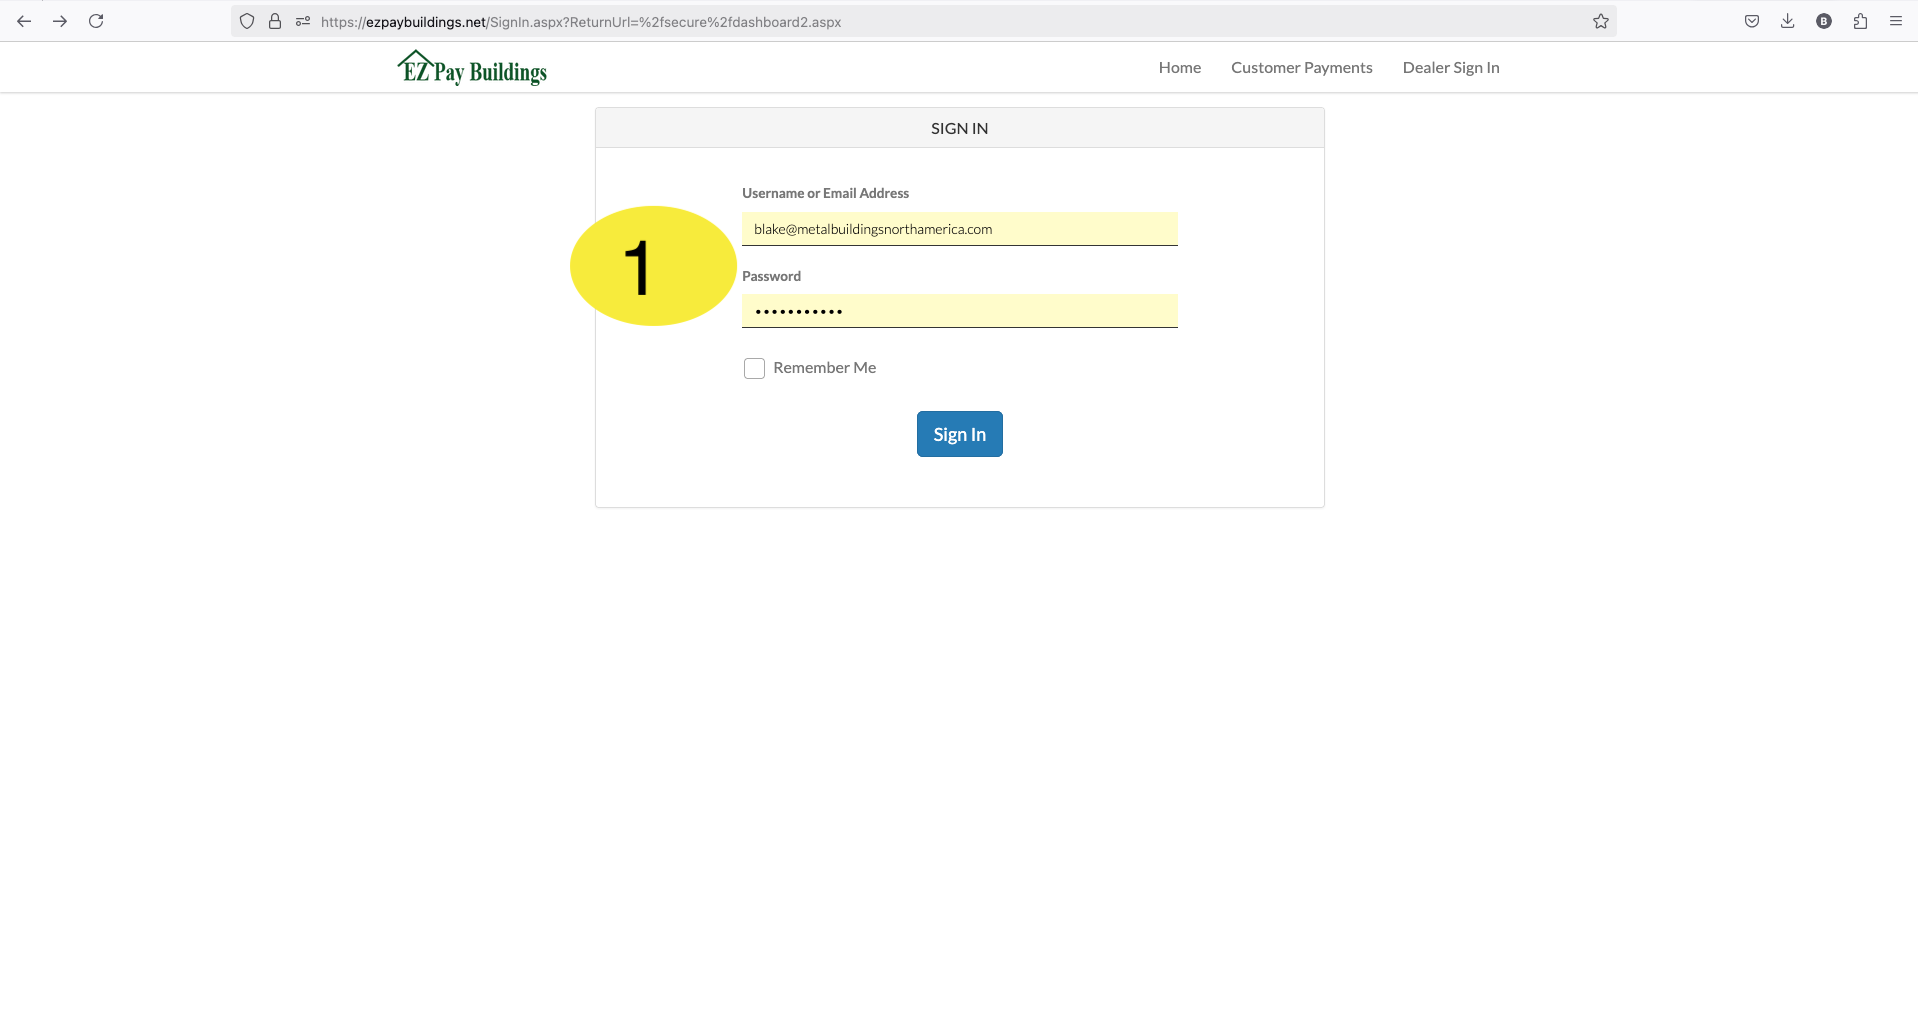 https://ezpaybuildings.net/SignIn.aspx?ReturnUrl=%2fsecure%2fdashboard2.aspx
B
EZ Pay Buildings
Home
Customer Payments
Dealer Sign In
SIGN IN
Username or Email Address
blake@metalbuildingsnorthamerica.com
1
Password
•••••••••••
Remember Me
Sign In